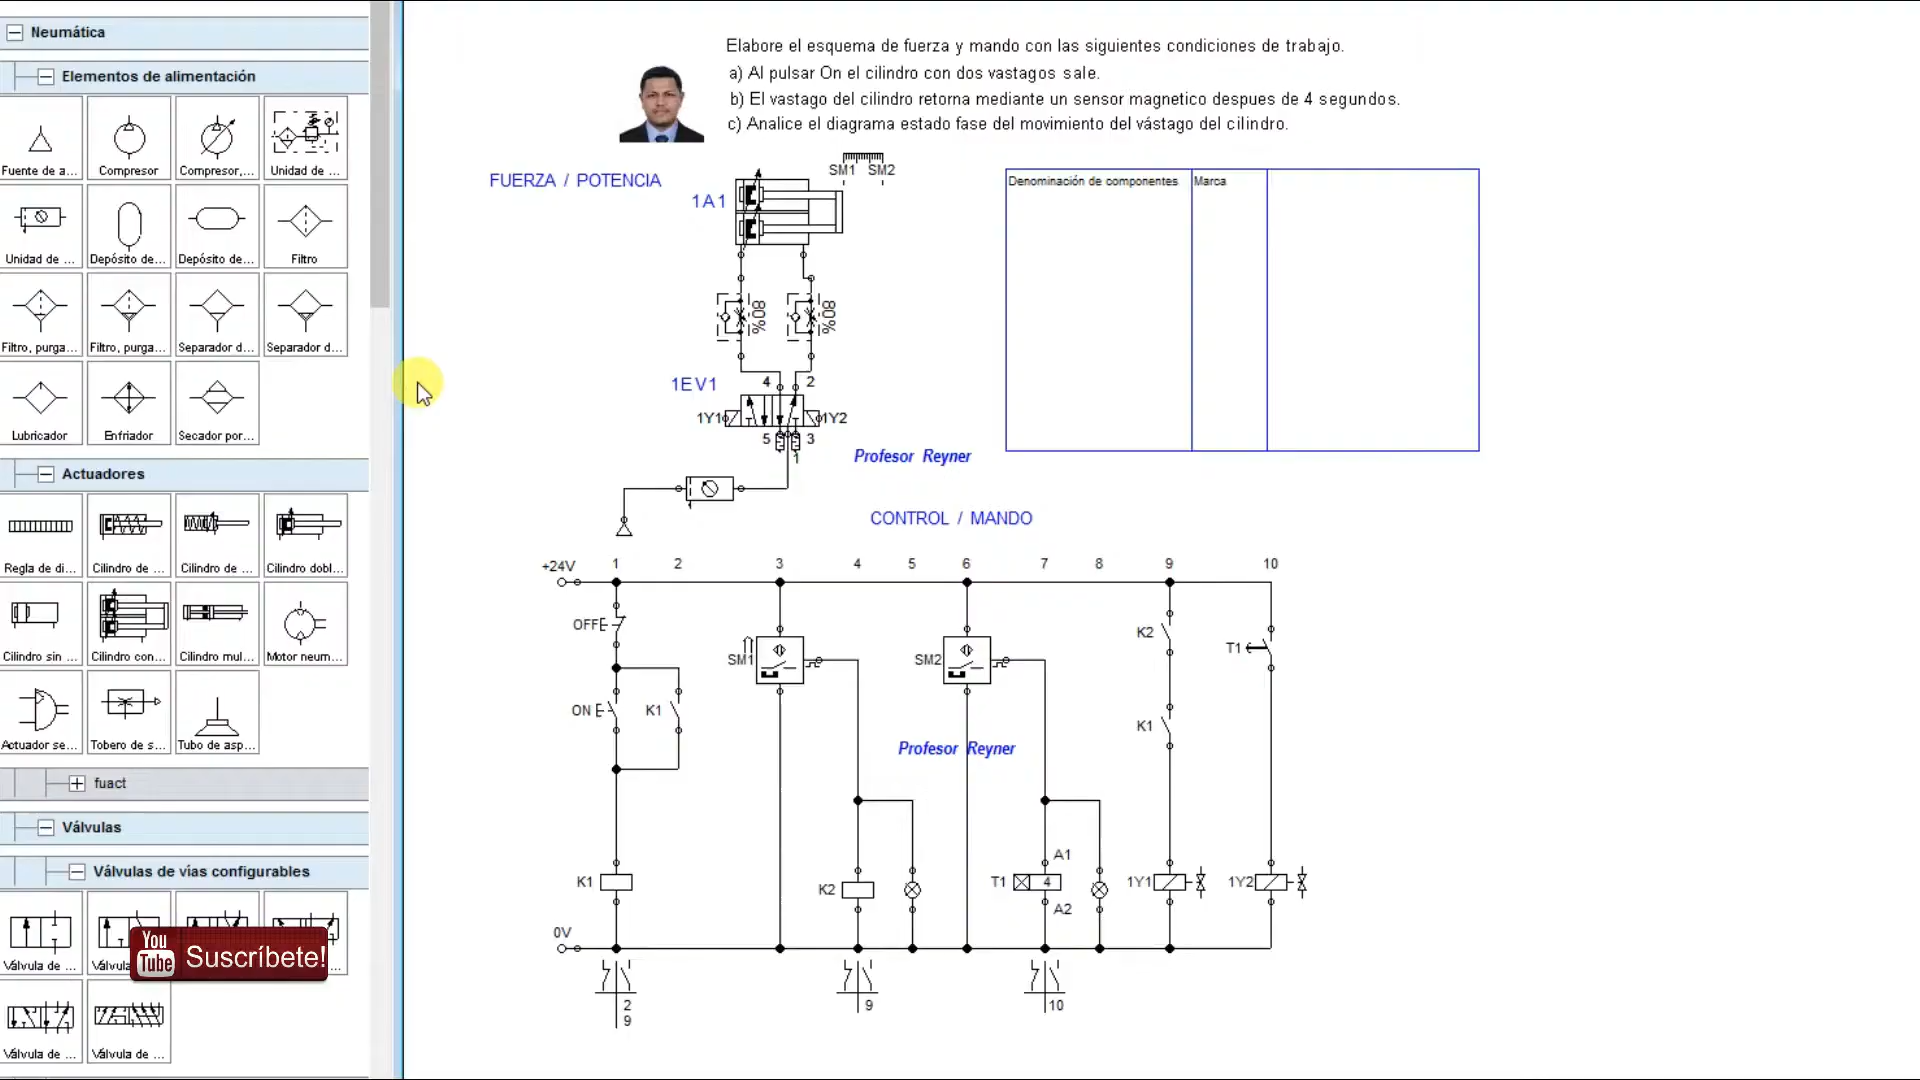 Neumática
Elementos de alimentación
Fuente de a...
Compresor
Compresor,...
Unidad de ...
Unidad de ...
Depósito de...
Depósito de...
Filtro
Filtro, purga...
Filtro, purga...
Separador d...
Separador d...
Lubricador
Enfriador
Secador por...
Actuadores
Regla de di...
Cilindro de ...
Cilindro de ...
Cilindro dobl...
Cilindro sin ...
Cilindro con...
Cilindro mul...
Motor neum...
Actuador se...
Tobero de s...
Tubo de asp...
fuact
Válvulas
Válvulas de vías configurables
Válvula de ...
Válvula de ...
Válvula de ...
You
Tube
Suscríbete!
Elabore el esquema de fuerza y mando con las siguientes condiciones de trabajo.
a) Al pulsar On el cilindro con dos vastagos sale.
b) El vastago del cilindro retorna mediante un sensor magnetico despues de 4 segundos.
c) Analice el diagrama estado fase del movimiento del vástago del cilindro.
FUERZA / POTENCIA
SM1 SM2
1A1
Denominación de componentes
Marca
80%
80%
1EV1
4 2
1Y1
1Y2
5 3
1
Profesor Reyner
CONTROL / MANDO
+24V
1 2 3 4 5 6 7 8 9 10
OFF
K2
T1
SM1
SM2
ON
K1
K1
Profesor Reyner
A1
K1
K2
T1
4
1Y1
1Y2
A2
0V
2
9
9
10